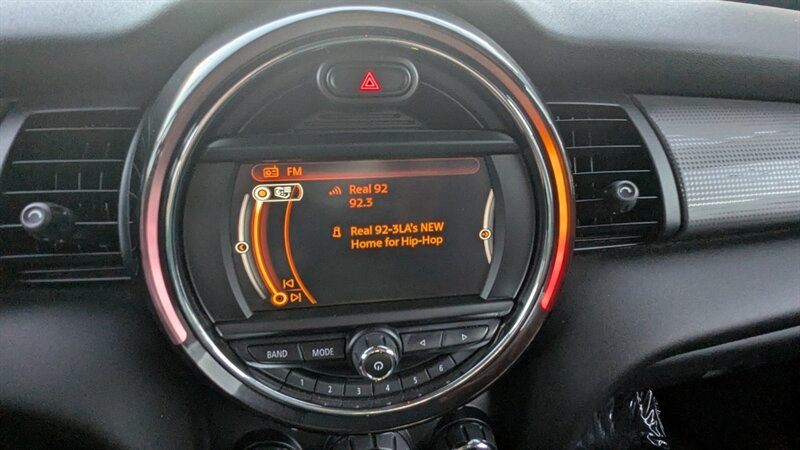 FM
Real 92
92.3
Real 92-3LA's NEW
Home for Hip-Hop
BAND MODE
1 2 3 4 5 6